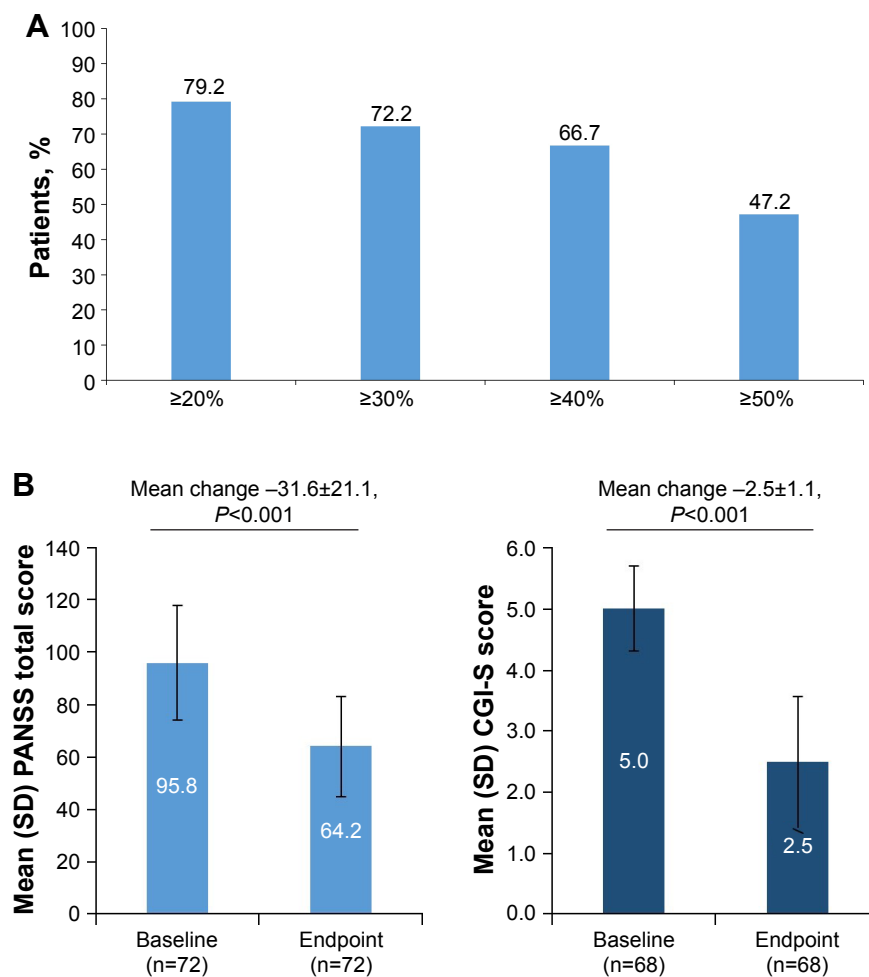 A
Patients, %
100
90
80
70
60
50
40
30
20
10
0
79.2
72.2
66.7
47.2
≥20%
≥30%
≥40%
≥50%
B
Mean change –31.6±21.1,
P<0.001
Mean (SD) PANSS total score
140
120
100
80
60
40
20
0
95.8
64.2
Baseline
(n=72)
Endpoint
(n=72)
Mean change –2.5±1.1,
P<0.001
Mean (SD) CGI-S score
6.0
5.0
4.0
3.0
2.0
1.0
0.0
5.0
2.5
Baseline
(n=68)
Endpoint
(n=68)